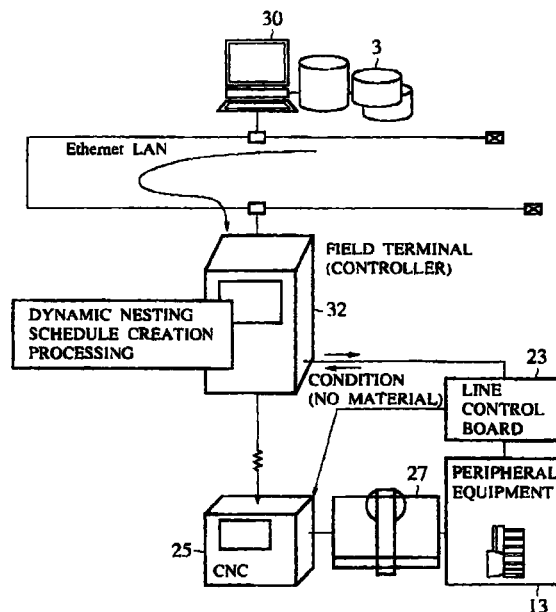 30
3
Ethernet LAN
FIELD TERMINAL
(CONTROLLER)
32
DYNAMIC NESTING
SCHEDULE CREATION
PROCESSING
23
CONDITION
(NO MATERIAL)
LINE
CONTROL
BOARD
27
PERIPHERAL
EQUIPMENT
25
CNC
13